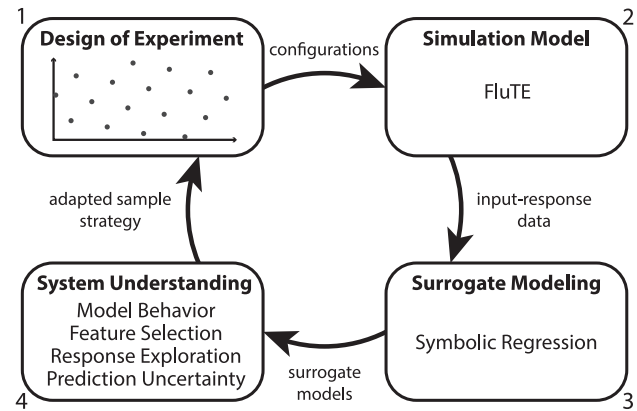 1
Design of Experiment
configurations
2
Simulation Model
FluTE
adapted sample
strategy
input-response
data
System Understanding
Model Behavior
Feature Selection
Response Exploration
Prediction Uncertainty
4
surrogate
models
Surrogate Modeling
Symbolic Regression
3